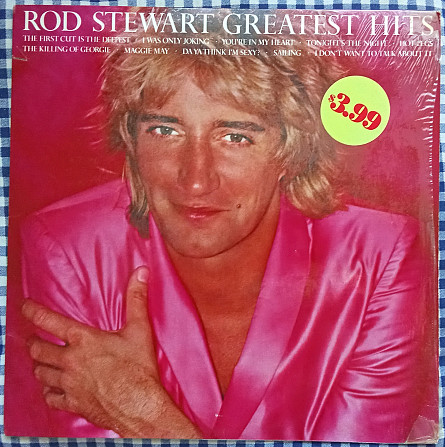 ROD STEWART GREATEST HITS
THE FIRST CUT IS THE DEEPEST · I WAS ONLY JOKING · YOU'RE IN MY HEART · TONIGHT'S THE NIGHT · HOT LEGS
THE KILLING OF GEORGIE · MAGGIE MAY · DA YA THINK I'M SEXY? · SAILING · I DON'T WANT TO TALK ABOUT IT
$3.99